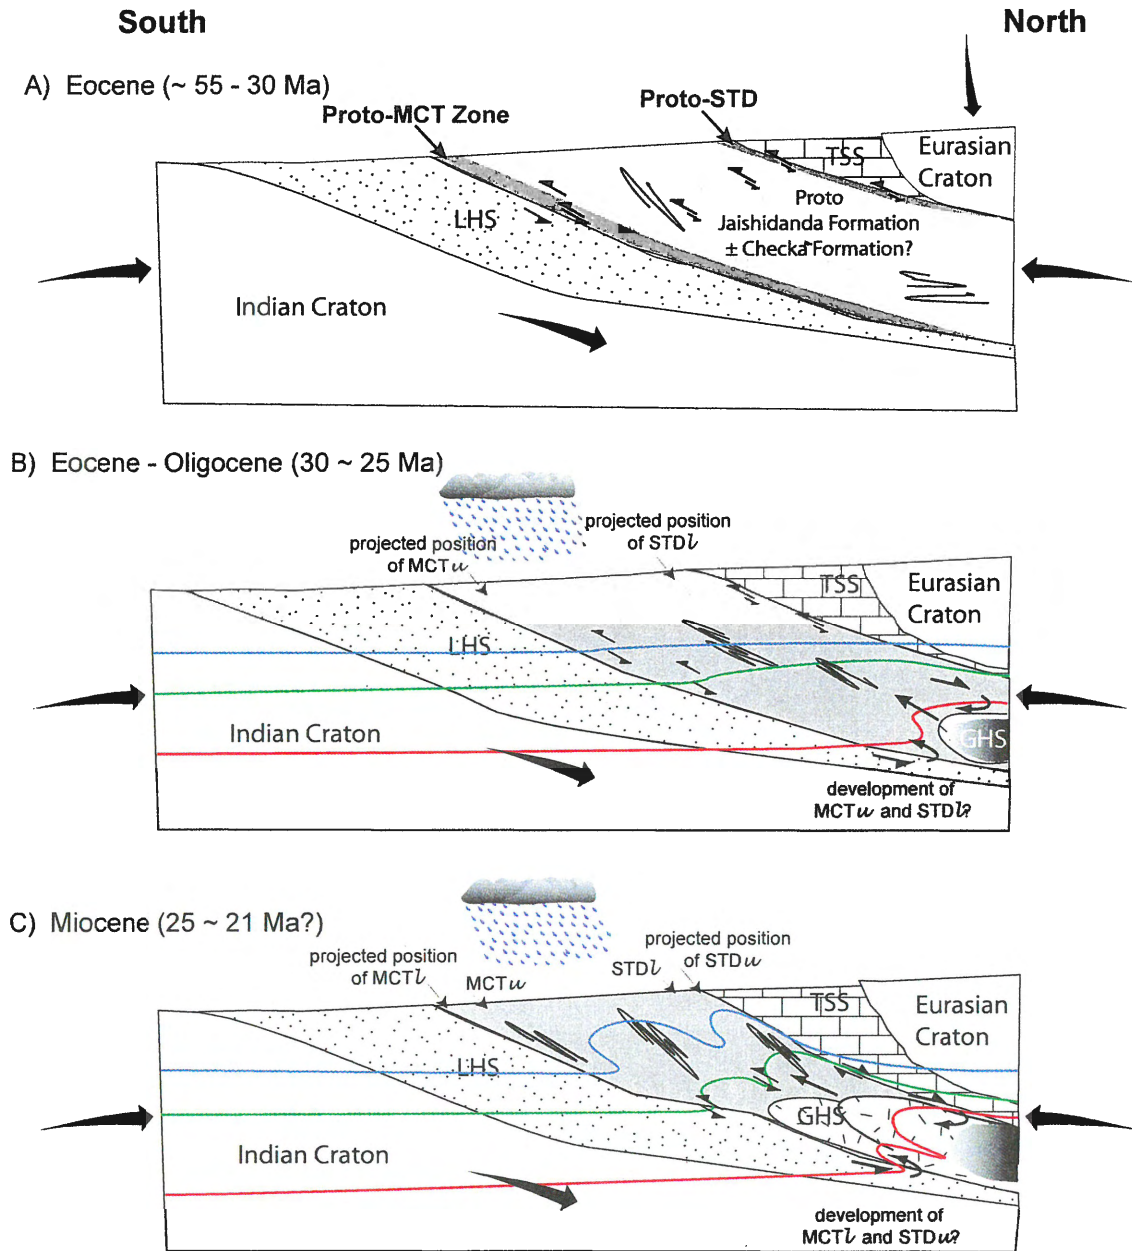 South
North
A) Eocene (~ 55 - 30 Ma)
Proto-MCT Zone
Proto-STD
TSS
Eurasian
Craton
Proto
Jaishidanda Formation
± Checka Formation?
LHS
Indian Craton
B) Eocene - Oligocene (30 ~ 25 Ma)
projected position
of MCTu
projected position
of STDl
TSS
Eurasian
Craton
LHS
Indian Craton
GHS
development of
MCTu and STDl?
C) Miocene (25 ~ 21 Ma?)
projected position
of MCTl
MCTu
STDl
projected position
of STDu
TSS
Eurasian
Craton
LHS
GHS
Indian Craton
development of
MCTl and STDu?